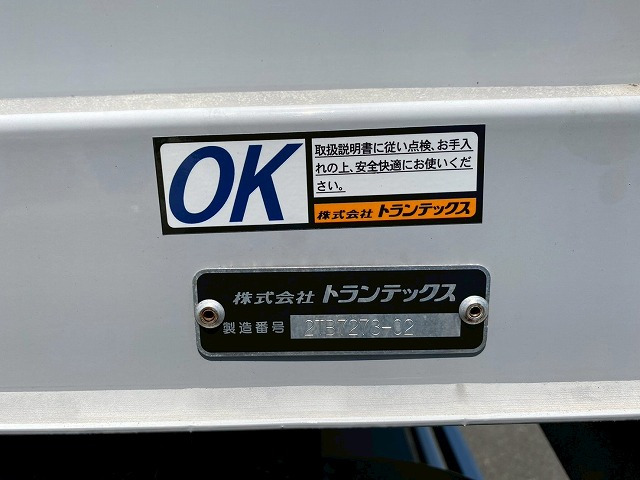 OK
取扱説明書に従い点検、お手入
れの上、安全快適にお使いくだ
さい。
株式会社 トランテックス
株式会社 トランテックス
製造番号 2TB7273-02